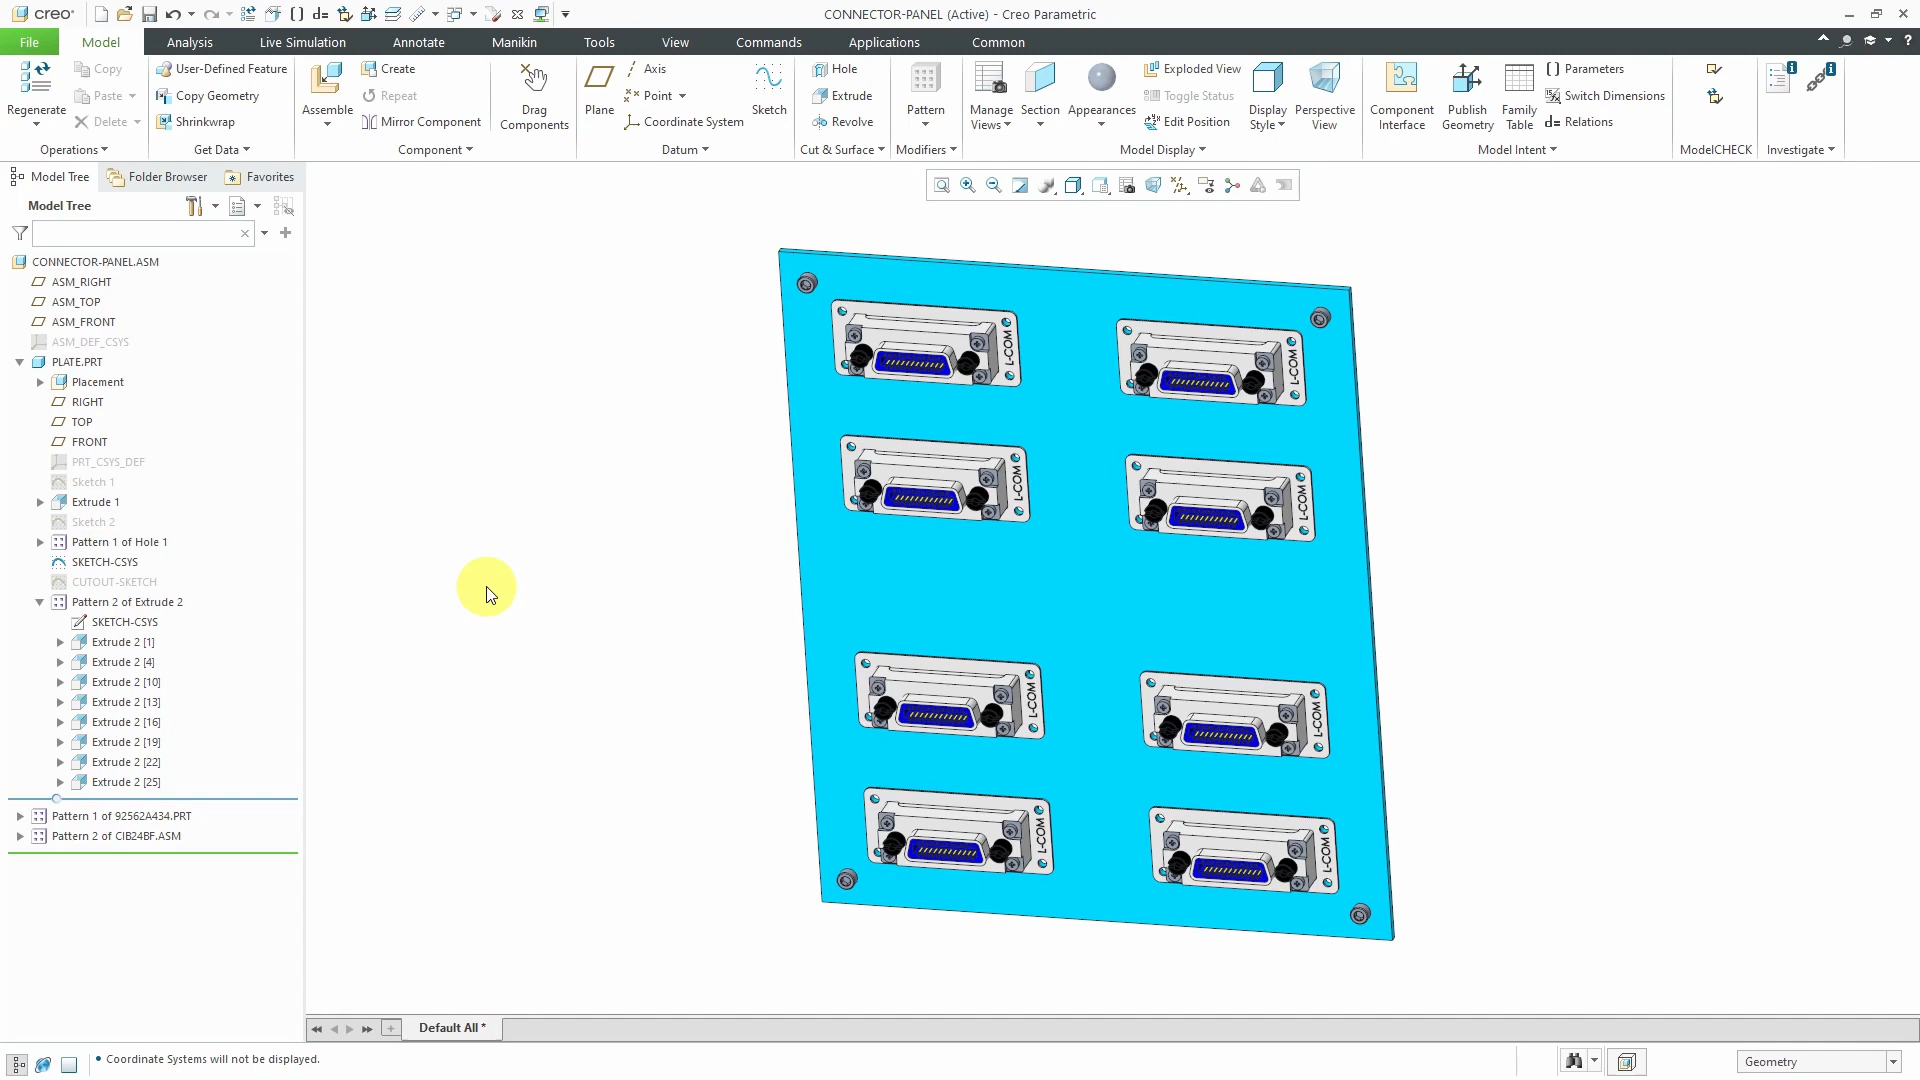 creo
CONNECTOR-PANEL (Active) - Creo Parametric
File Model Analysis Live Simulation Annotate Manikin Tools View Commands Applications Common
Regenerate
Copy
Paste
Delete
Operations
User-Defined Feature
Copy Geometry
Shrinkwrap
Get Data
Assemble
Create
Repeat
Mirror Component
Component
Drag Components
Plane
Axis
Point
Coordinate System
Sketch
Datum
Hole
Extrude
Revolve
Cut & Surface
Pattern
Modifiers
Manage Views
Section
Appearances
Exploded View
Toggle Status
Edit Position
Display Style
Perspective View
Model Display
Component Interface
Publish Geometry
Family Table
Parameters
Switch Dimensions
d= Relations
Model Intent
ModelCHECK
Investigate
Model Tree Folder Browser Favorites
Model Tree
CONNECTOR-PANEL.ASM
ASM_RIGHT
ASM_TOP
ASM_FRONT
ASM_DEF_CSYS
PLATE.PRT
Placement
RIGHT
TOP
FRONT
PRT_CSYS_DEF
Sketch 1
Extrude 1
Sketch 2
Pattern 1 of Hole 1
SKETCH-CSYS
CUTOUT-SKETCH
Pattern 2 of Extrude 2
SKETCH-CSYS
Extrude 2 [1]
Extrude 2 [4]
Extrude 2 [10]
Extrude 2 [13]
Extrude 2 [16]
Extrude 2 [19]
Extrude 2 [22]
Extrude 2 [25]
Pattern 1 of 92562A434.PRT
Pattern 2 of CIB24BF.ASM
L-COM
L-COM
L-COM
L-COM
L-COM
L-COM
L-COM
L-COM
Default All *
• Coordinate Systems will not be displayed.
Geometry